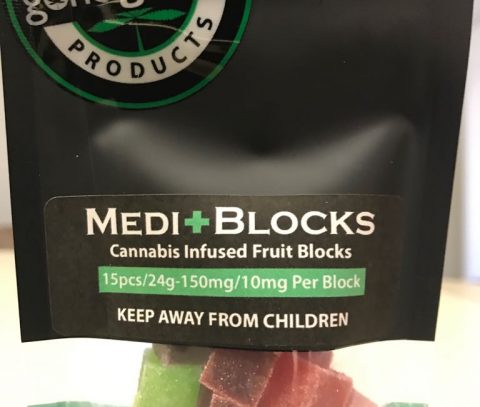 PRODUCTS
MEDI+BLOCKS
Cannabis Infused Fruit Blocks
15pcs/24g-150mg/10mg Per Block
KEEP AWAY FROM CHILDREN